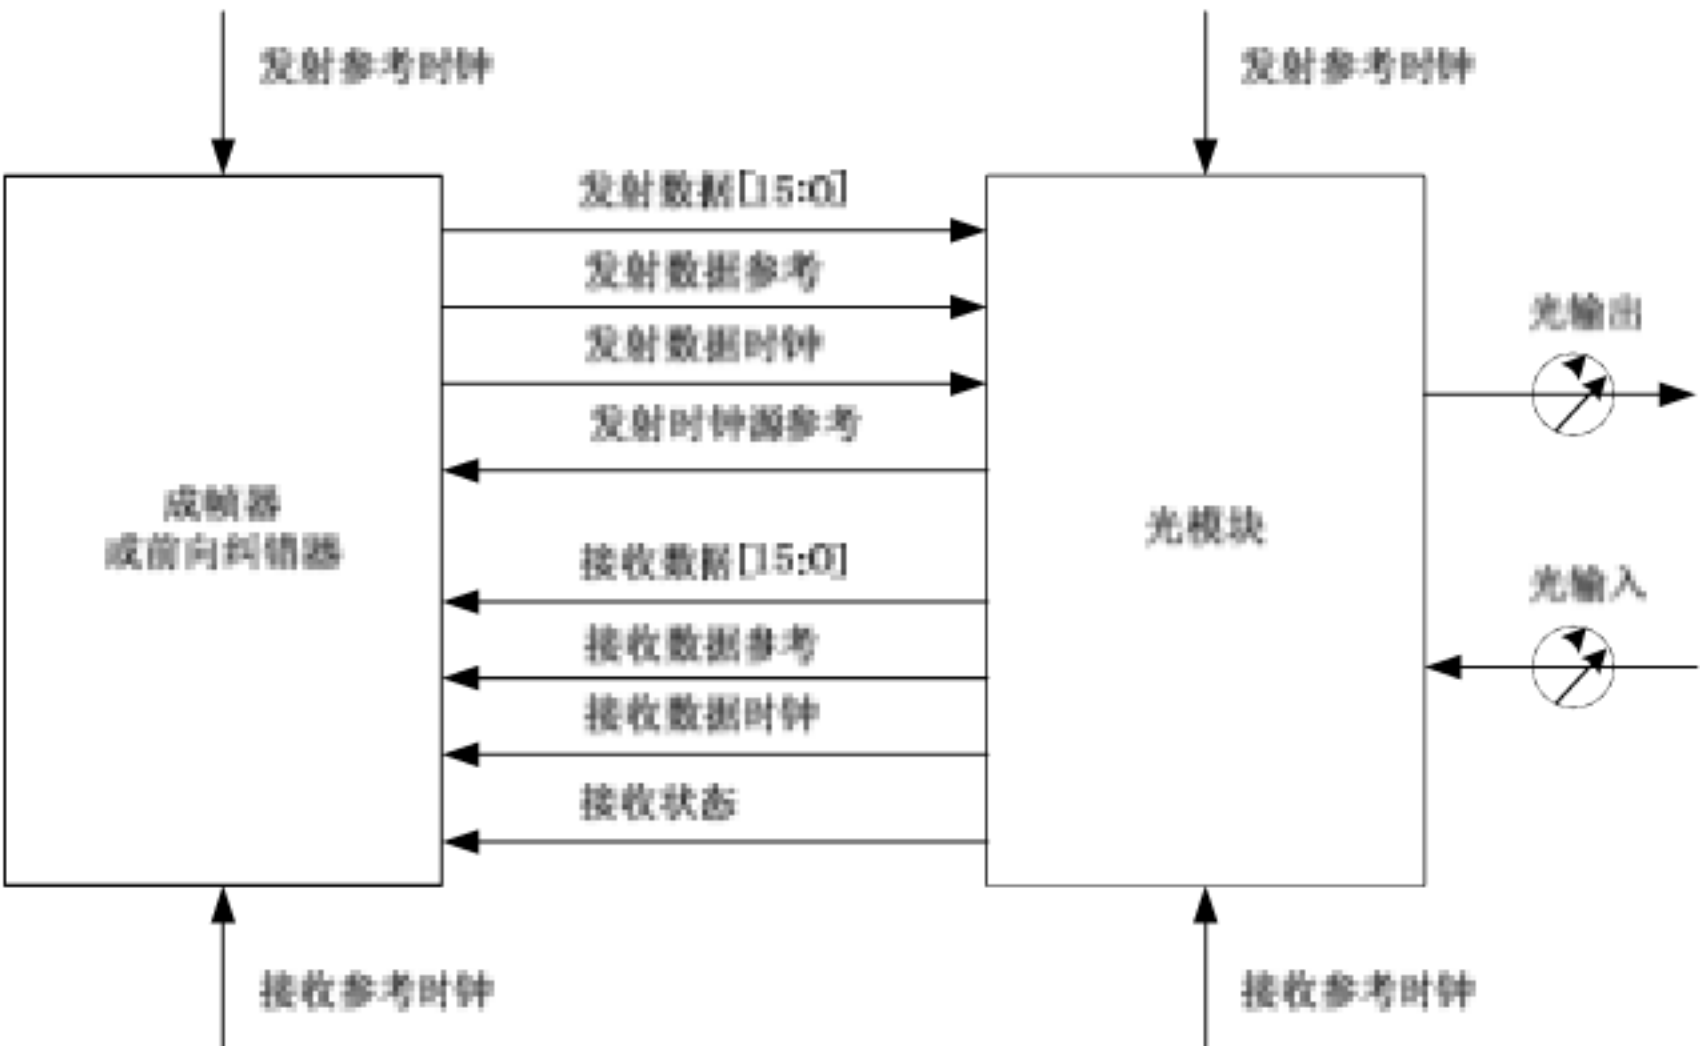 发射参考时钟
发射参考时钟
发射数据[15:0]
发射数据参考
发射数据时钟
发射时钟源参考
成帧器
或前向纠错器
接收数据[15:0]
接收数据参考
接收数据时钟
接收状态
光模块
光输出
光输入
接收参考时钟
接收参考时钟